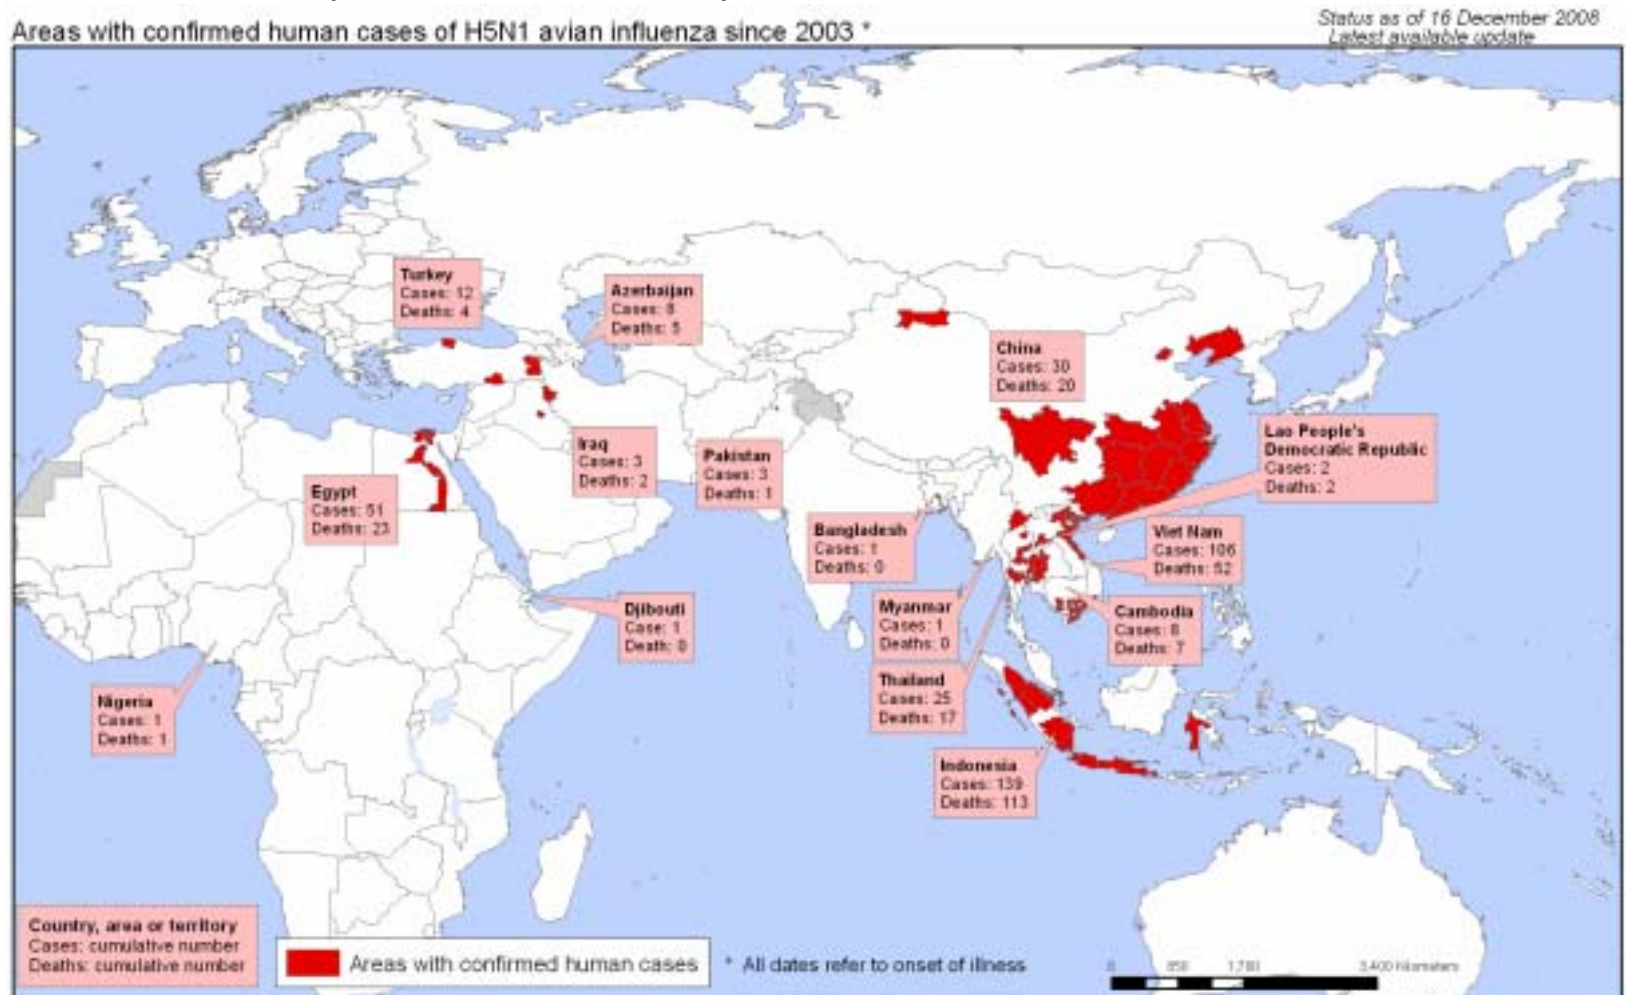 Areas with confirmed human cases of H5N1 avian influenza since 2003 *
Status as of 16 December 2008
Latest available update
Turkey
Cases: 12
Deaths: 4
Azerbaijan
Cases: 8
Deaths: 5
China
Cases: 30
Deaths: 20
Iraq
Cases: 3
Deaths: 2
Pakistan
Cases: 3
Deaths: 1
Lao People's
Democratic Republic
Cases: 2
Deaths: 2
Egypt
Cases: 51
Deaths: 23
Bangladesh
Cases: 1
Deaths: 0
Viet Nam
Cases: 106
Deaths: 52
Djibouti
Case: 1
Death: 0
Myanmar
Cases: 1
Deaths: 0
Cambodia
Cases: 8
Deaths: 7
Thailand
Cases: 25
Deaths: 17
Nigeria
Cases: 1
Deaths: 1
Indonesia
Cases: 139
Deaths: 113
Country, area or territory
Cases: cumulative number
Deaths: cumulative number
Areas with confirmed human cases
* All dates refer to onset of illness
0 850 1,700 3,400 Kilometers